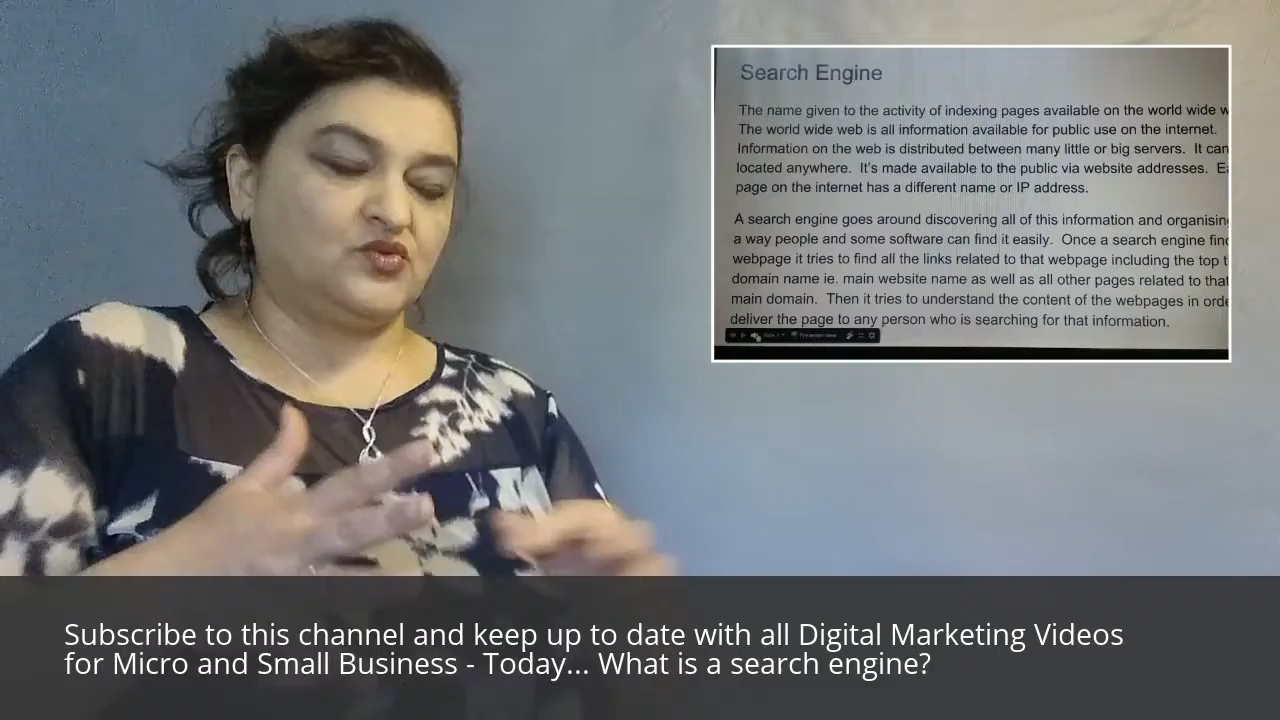 Search Engine
The name given to the activity of indexing pages available on the world wide
The world wide web is all information available for public use on the internet.
Information on the web is distributed between many little or big servers. It can
located anywhere. It's made available to the public via website addresses.
page on the internet has a different name or IP address.
A search engine goes around discovering all of this information and
a way people and some software can find it easily. Once a search engine
webpage it tries to find all the links related to that webpage including the top
domain name ie. main website name as well as all other pages related to that
main domain. Then it tries to understand the content of the webpages in
deliver the page to any person who is searching for that information.
Subscribe to this channel and keep up to date with all Digital Marketing Videos
for Micro and Small Business - Today... What is a search engine?